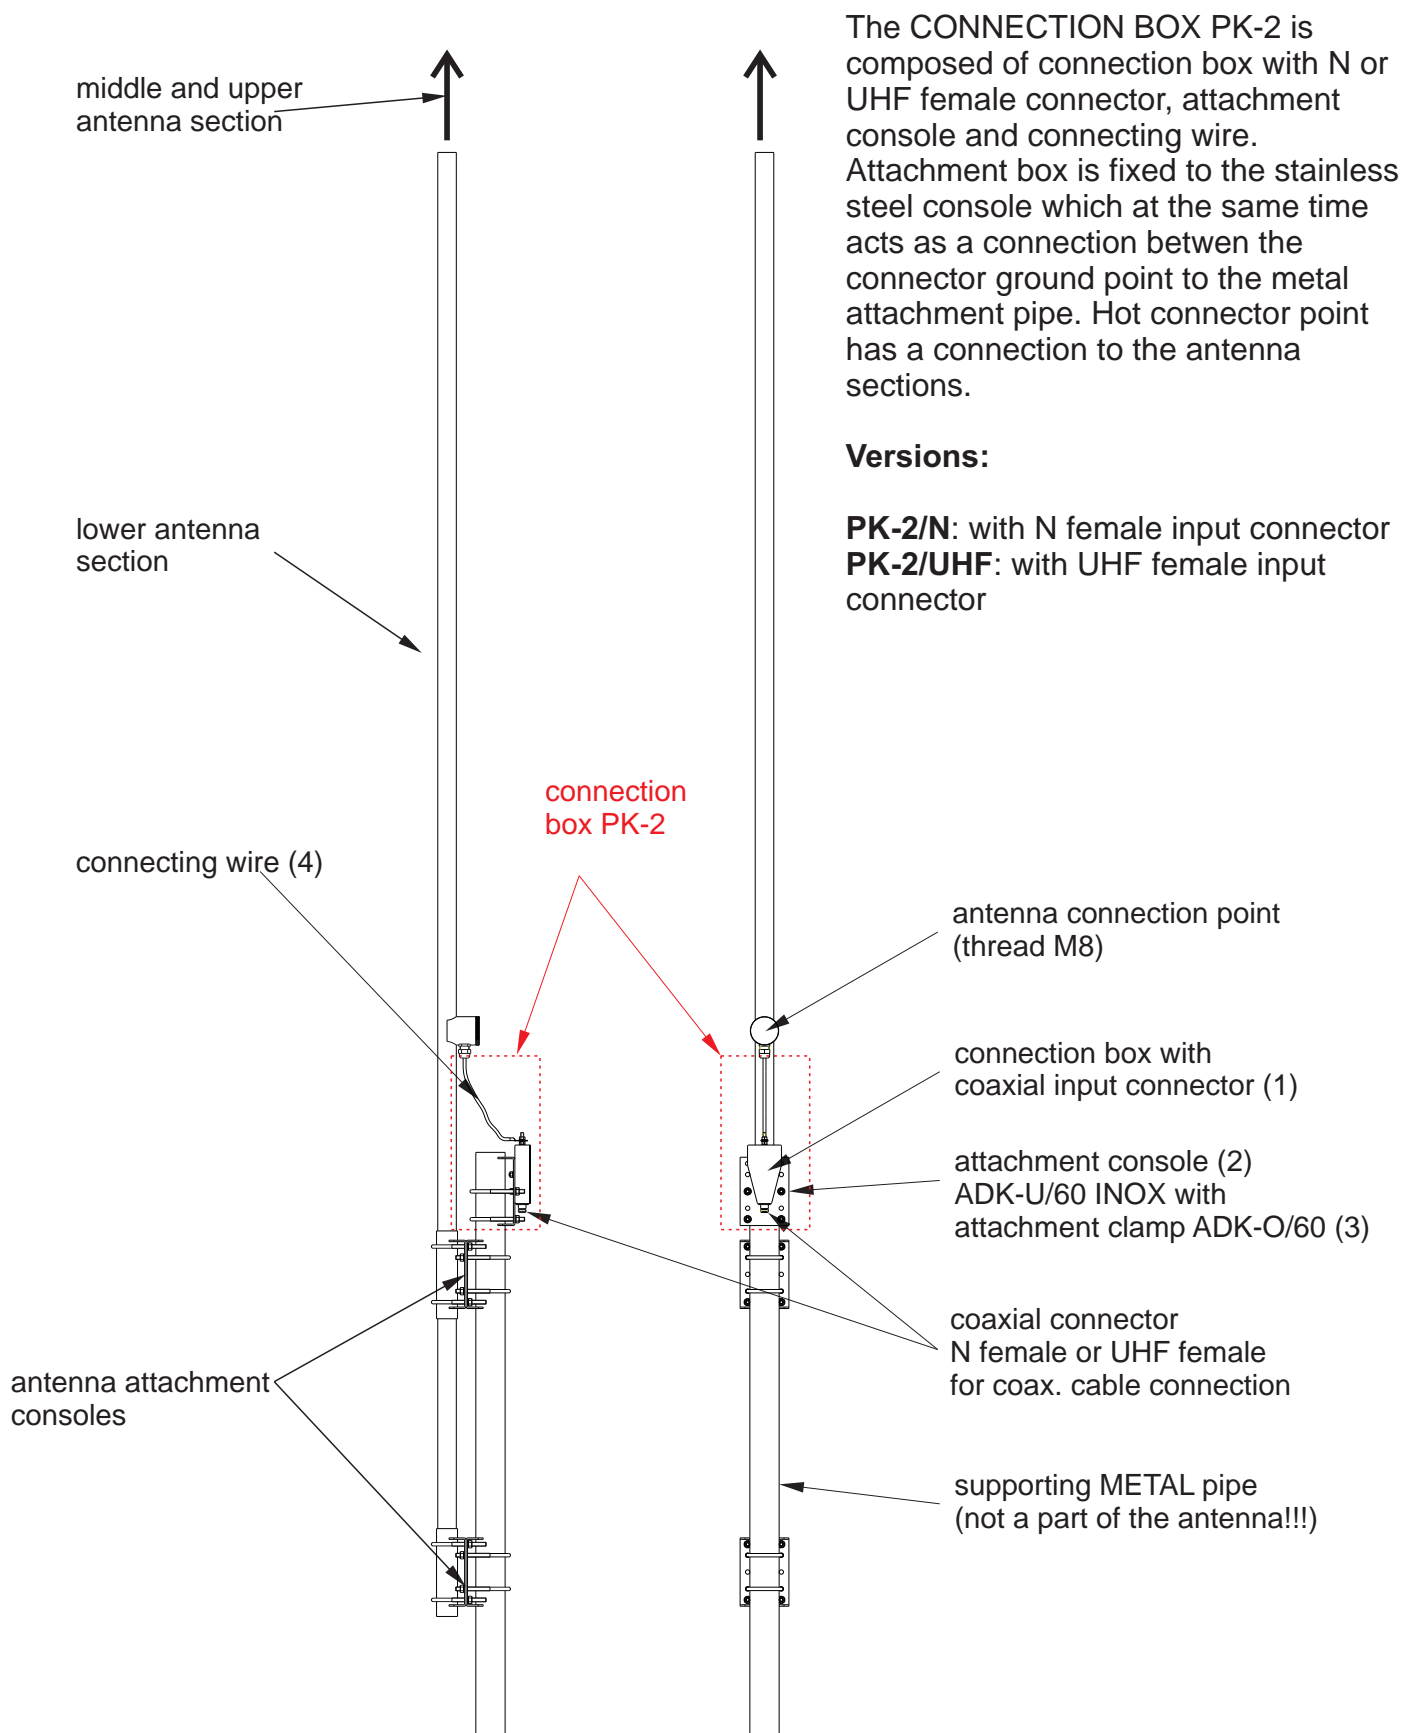 The CONNECTION BOX PK-2 is
composed of connection box with N or
UHF female connector, attachment
console and connecting wire.
Attachment box is fixed to the stainless
steel console which at the same time
acts as a connection betwen the
connector ground point to the metal
attachment pipe. Hot connector point
has a connection to the antenna
sections.
Versions:
PK-2/N: with N female input connector
PK-2/UHF: with UHF female input
connector
middle and upper
antenna section
lower antenna
section
connection
box PK-2
connecting wire (4)
antenna connection point
(thread M8)
connection box with
coaxial input connector (1)
attachment console (2)
ADK-U/60 INOX with
attachment clamp ADK-O/60 (3)
coaxial connector
N female or UHF female
for coax. cable connection
antenna attachment
consoles
supporting METAL pipe
(not a part of the antenna!!!)